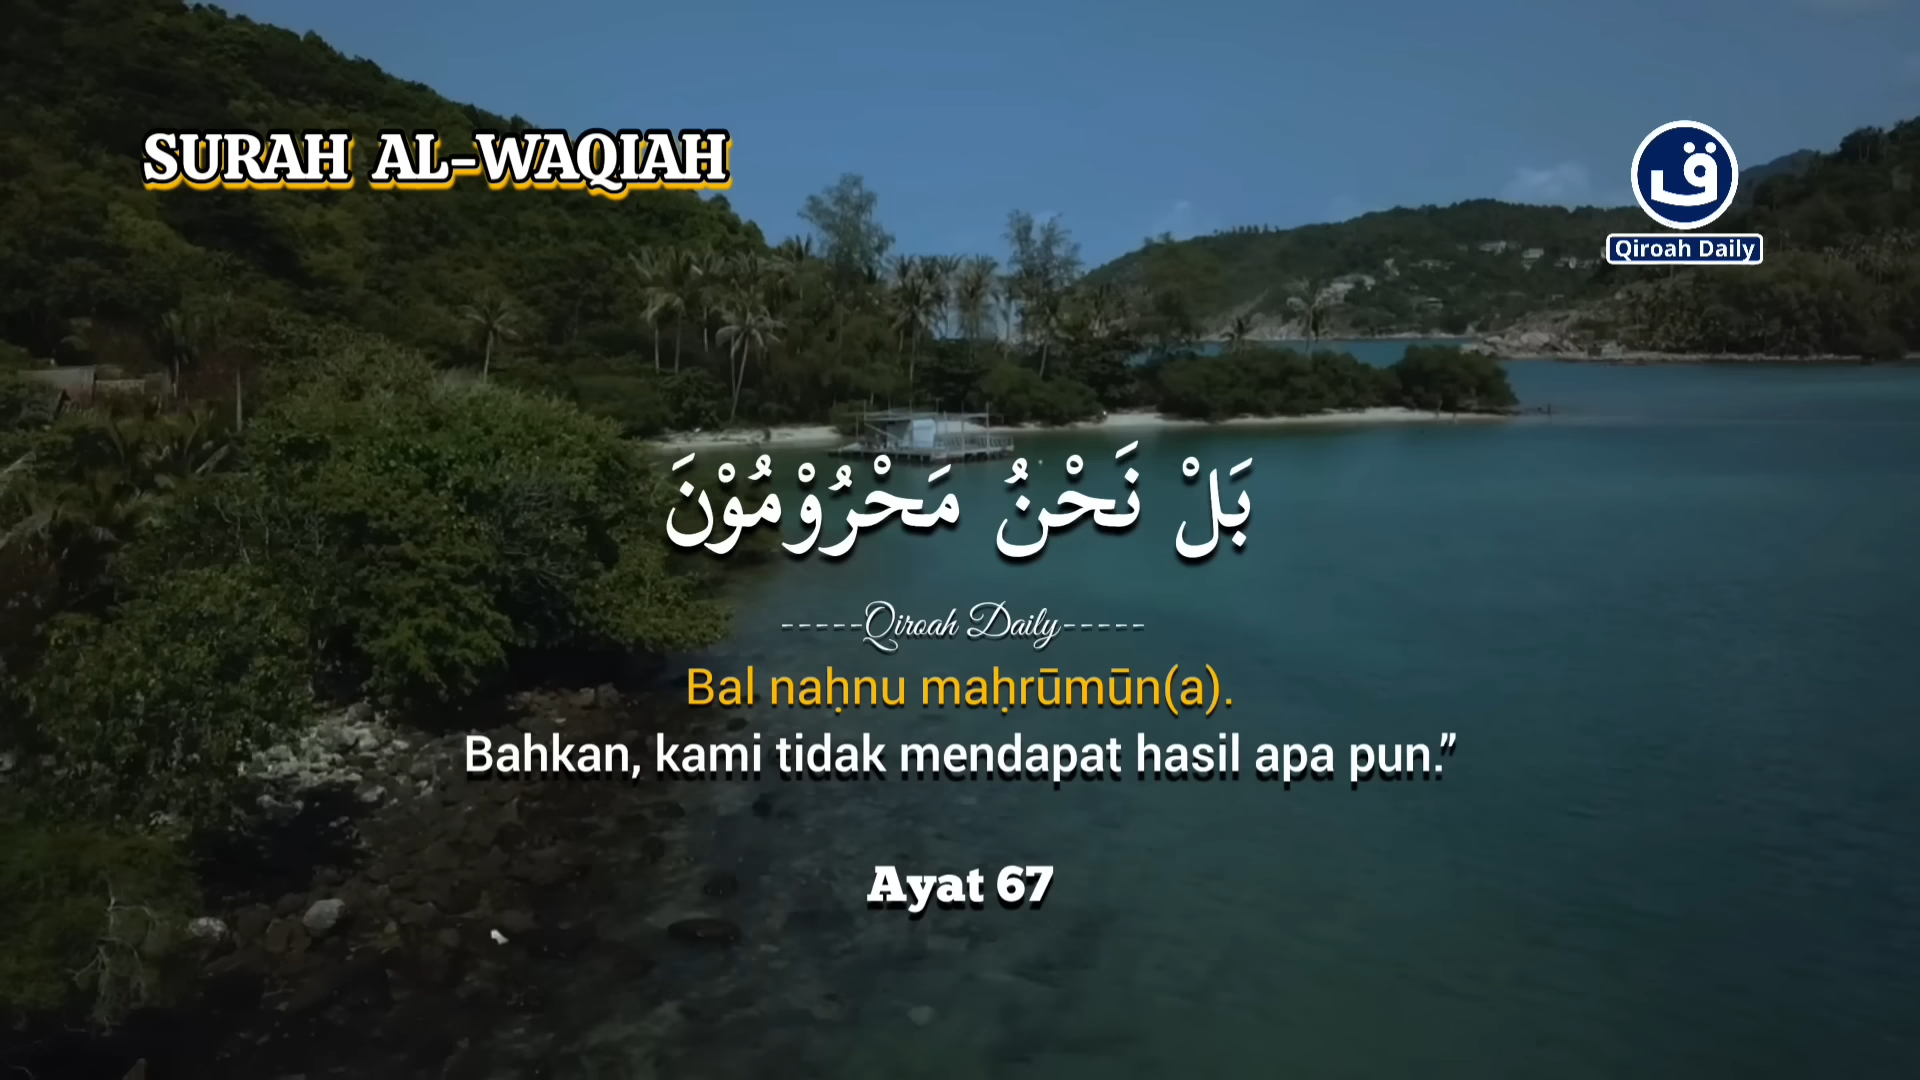 SURAH AL-WAQIAH
ق
Qiroah Daily
بَلْ نَحْنُ مَحْرُوْمُوْنَ
-----Qiroah Daily-----
Bal naḥnu maḥrūmūn(a).
Bahkan, kami tidak mendapat hasil apa pun.”
Ayat 67